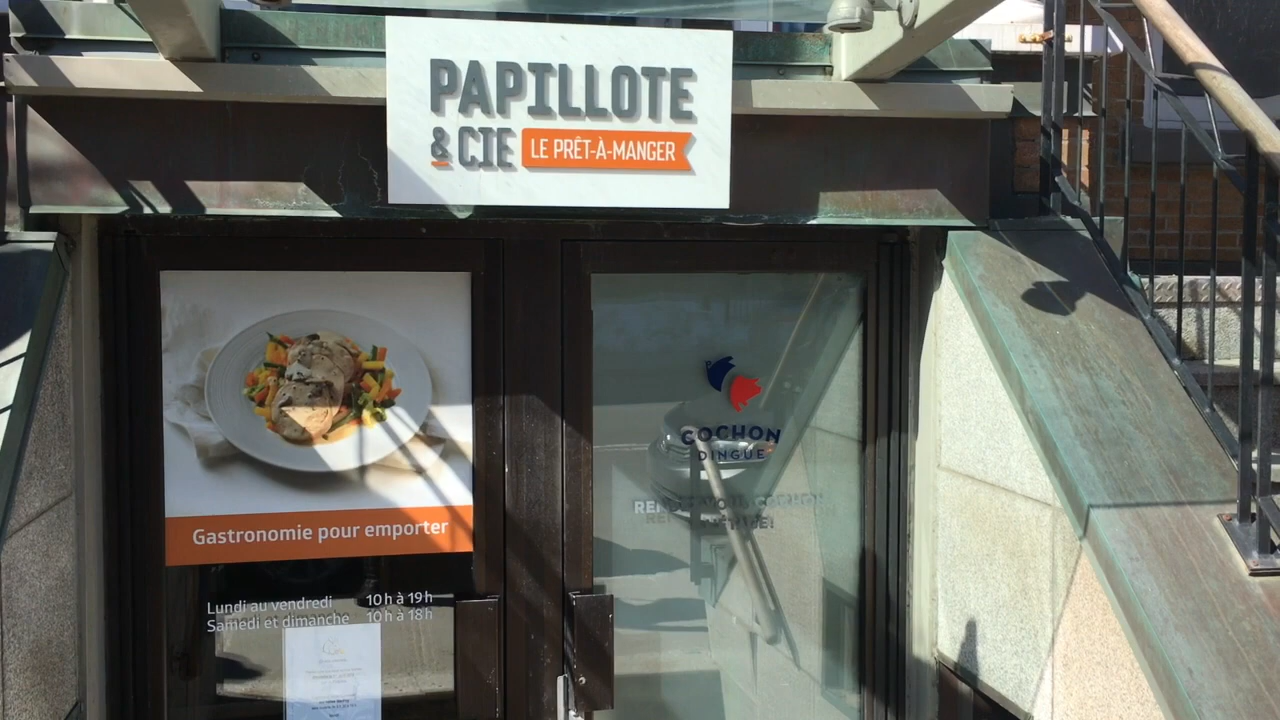 PAPILLOTE
& CIE LE PRÊT-À-MANGER
Gastronomie pour emporter
Lundi au vendredi 10 h à 19 h
Samedi et dimanche 10 h à 18 h
COCHON
DINGUE